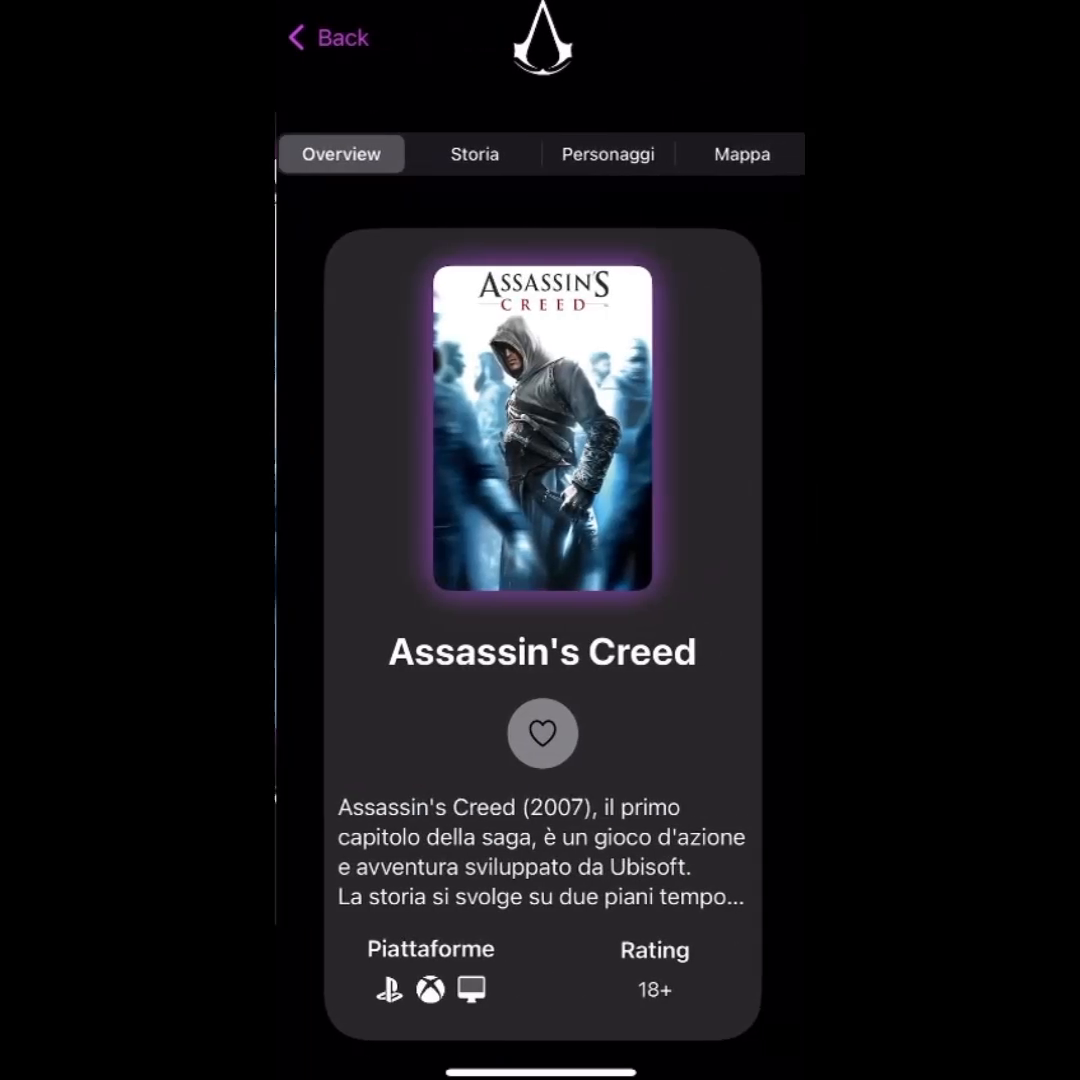 Back
Overview
Storia
Personaggi
Mappa
ASSASSIN'S
CREED
Assassin's Creed
Assassin's Creed (2007), il primo
capitolo della saga, è un gioco d'azione
e avventura sviluppato da Ubisoft.
La storia si svolge su due piani tempo...
Piattaforme
Rating
18+